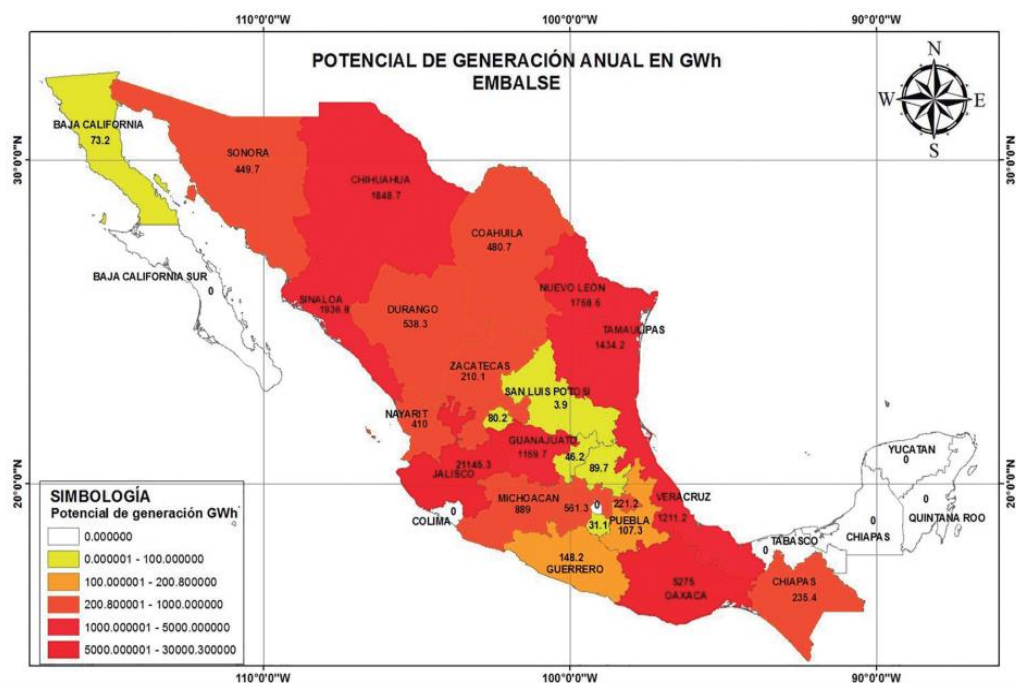 110°0'0"W
100°0'0"W
90°0'0"W
POTENCIAL DE GENERACIÓN ANUAL EN GWh
EMBALSE
N
W E
S
30°0'0"N
30°0'0"N
BAJA CALIFORNIA
73.2
SONORA
449.7
CHIHUAHUA
1848.7
COAHUILA
480.7
BAJA CALIFORNIA SUR
0
SINALOA
1936.8
DURANGO
538.3
NUEVO LEÓN
1758.6
TAMAULIPAS
1434.2
ZACATECAS
210.1
SAN LUIS POTOSI
3.9
NAYARIT
410
80.2
GUANAJUATO
1159.7
46.2
89.7
21145.3
JALISCO
YUCATAN
0
20°0'0"N
20°0'0"N
0
COLIMA
MICHOACAN
889
561.3
0
31.1
221.2
PUEBLA
107.3
VERACRUZ
1211.2
0
QUINTANA ROO
0
CHIAPAS
TABASCO
0
148.2
GUERRERO
5275
OAXACA
CHIAPAS
235.4
SIMBOLOGÍA
Potencial de generación GWh
0.000000
0.000001 - 100.000000
100.000001 - 200.800000
200.800001 - 1000.000000
1000.000001 - 5000.000000
5000.000001 - 30000.300000
110°0'0"W
100°0'0"W
90°0'0"W